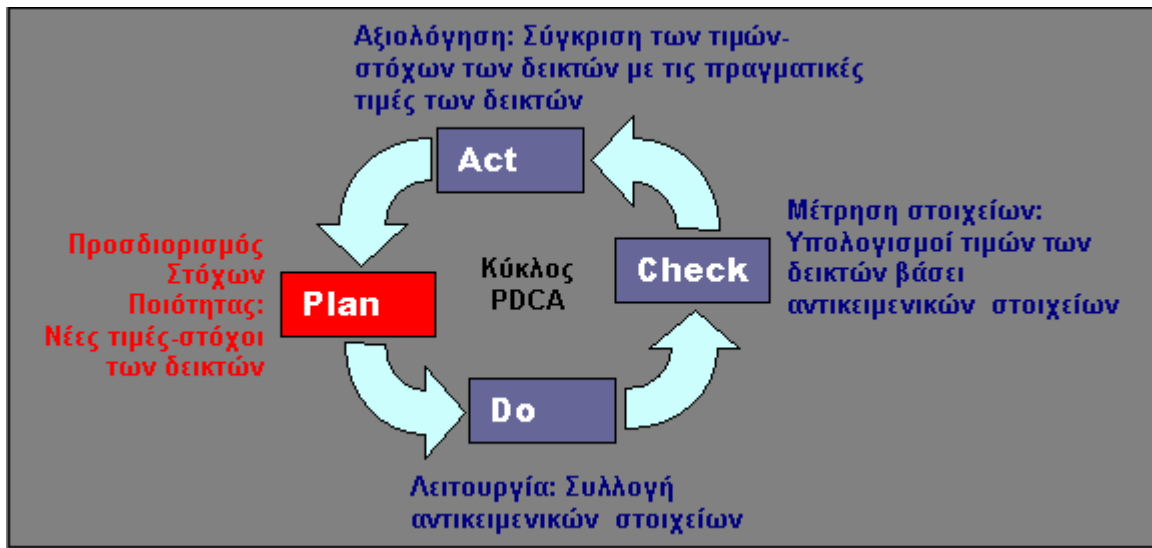 Αξιολόγηση: Σύγκριση των τιμών-
στόχων των δεικτών με τις πραγματικές
τιμές των δεικτών
Act
Μέτρηση στοιχείων:
Υπολογισμοί τιμών των
δεικτών βάσει
αντικειμενικών στοιχείων
Check
Κύκλος
PDCA
Προσδιορισμός
Στόχων
Ποιότητας:
Νέες τιμές-στόχοι
των δεικτών
Plan
Do
Λειτουργία: Συλλογή
αντικειμενικών στοιχείων